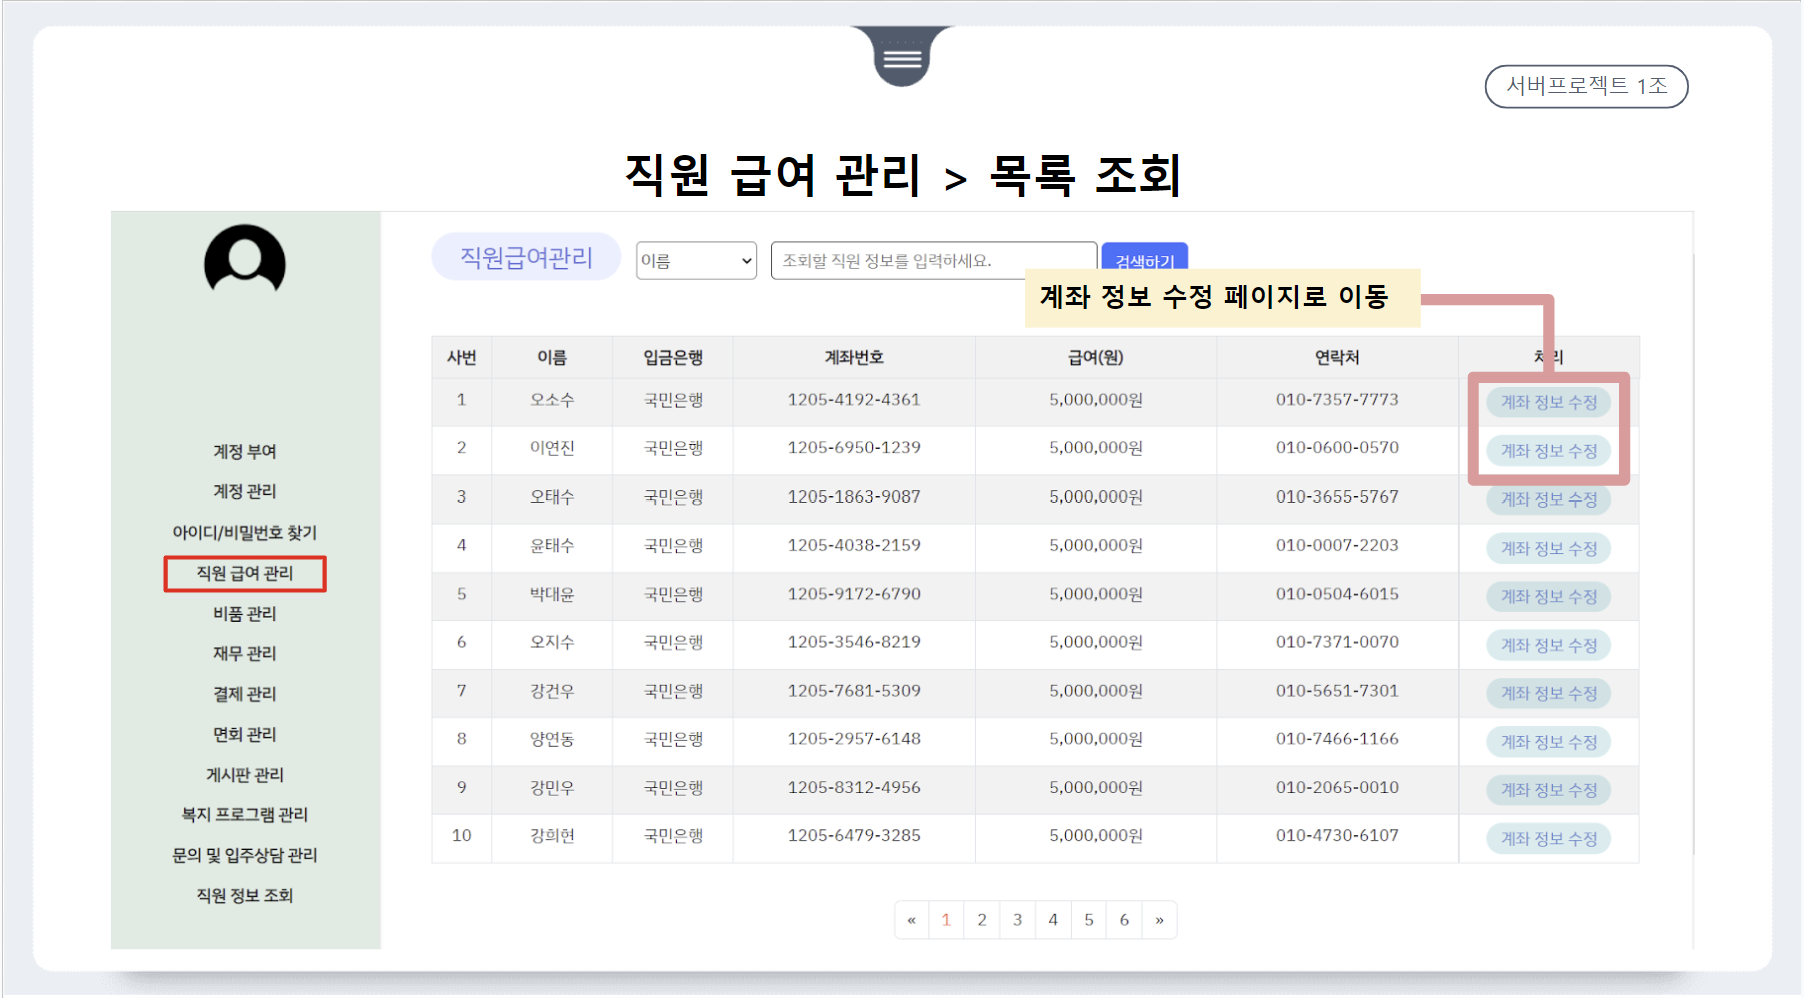 서버프로젝트 1조
직원 급여 관리 > 목록 조회
직원급여관리 이름 조회할 직원 정보를 입력하세요. 검색하기
계좌 정보 수정 페이지로 이동
계정 부여
계정 관리
아이디/비밀번호 찾기
직원 급여 관리
비품 관리
재무 관리
결제 관리
면회 관리
게시판 관리
복지 프로그램 관리
문의 및 입주상담 관리
직원 정보 조회
사번 이름 입금은행 계좌번호 급여(원) 연락처 처리
1 오소수 국민은행 1205-4192-4361 5,000,000원 010-7357-7773 계좌 정보 수정
2 이연진 국민은행 1205-6950-1239 5,000,000원 010-0600-0570 계좌 정보 수정
3 오태수 국민은행 1205-1863-9087 5,000,000원 010-3655-5767 계좌 정보 수정
4 윤태수 국민은행 1205-4038-2159 5,000,000원 010-0007-2203 계좌 정보 수정
5 박대윤 국민은행 1205-9172-6790 5,000,000원 010-0504-6015 계좌 정보 수정
6 오지수 국민은행 1205-3546-8219 5,000,000원 010-7371-0070 계좌 정보 수정
7 강건우 국민은행 1205-7681-5309 5,000,000원 010-5651-7301 계좌 정보 수정
8 양연동 국민은행 1205-2957-6148 5,000,000원 010-7466-1166 계좌 정보 수정
9 강민우 국민은행 1205-8312-4956 5,000,000원 010-2065-0010 계좌 정보 수정
10 강희현 국민은행 1205-6479-3285 5,000,000원 010-4730-6107 계좌 정보 수정
« 1 2 3 4 5 6 »